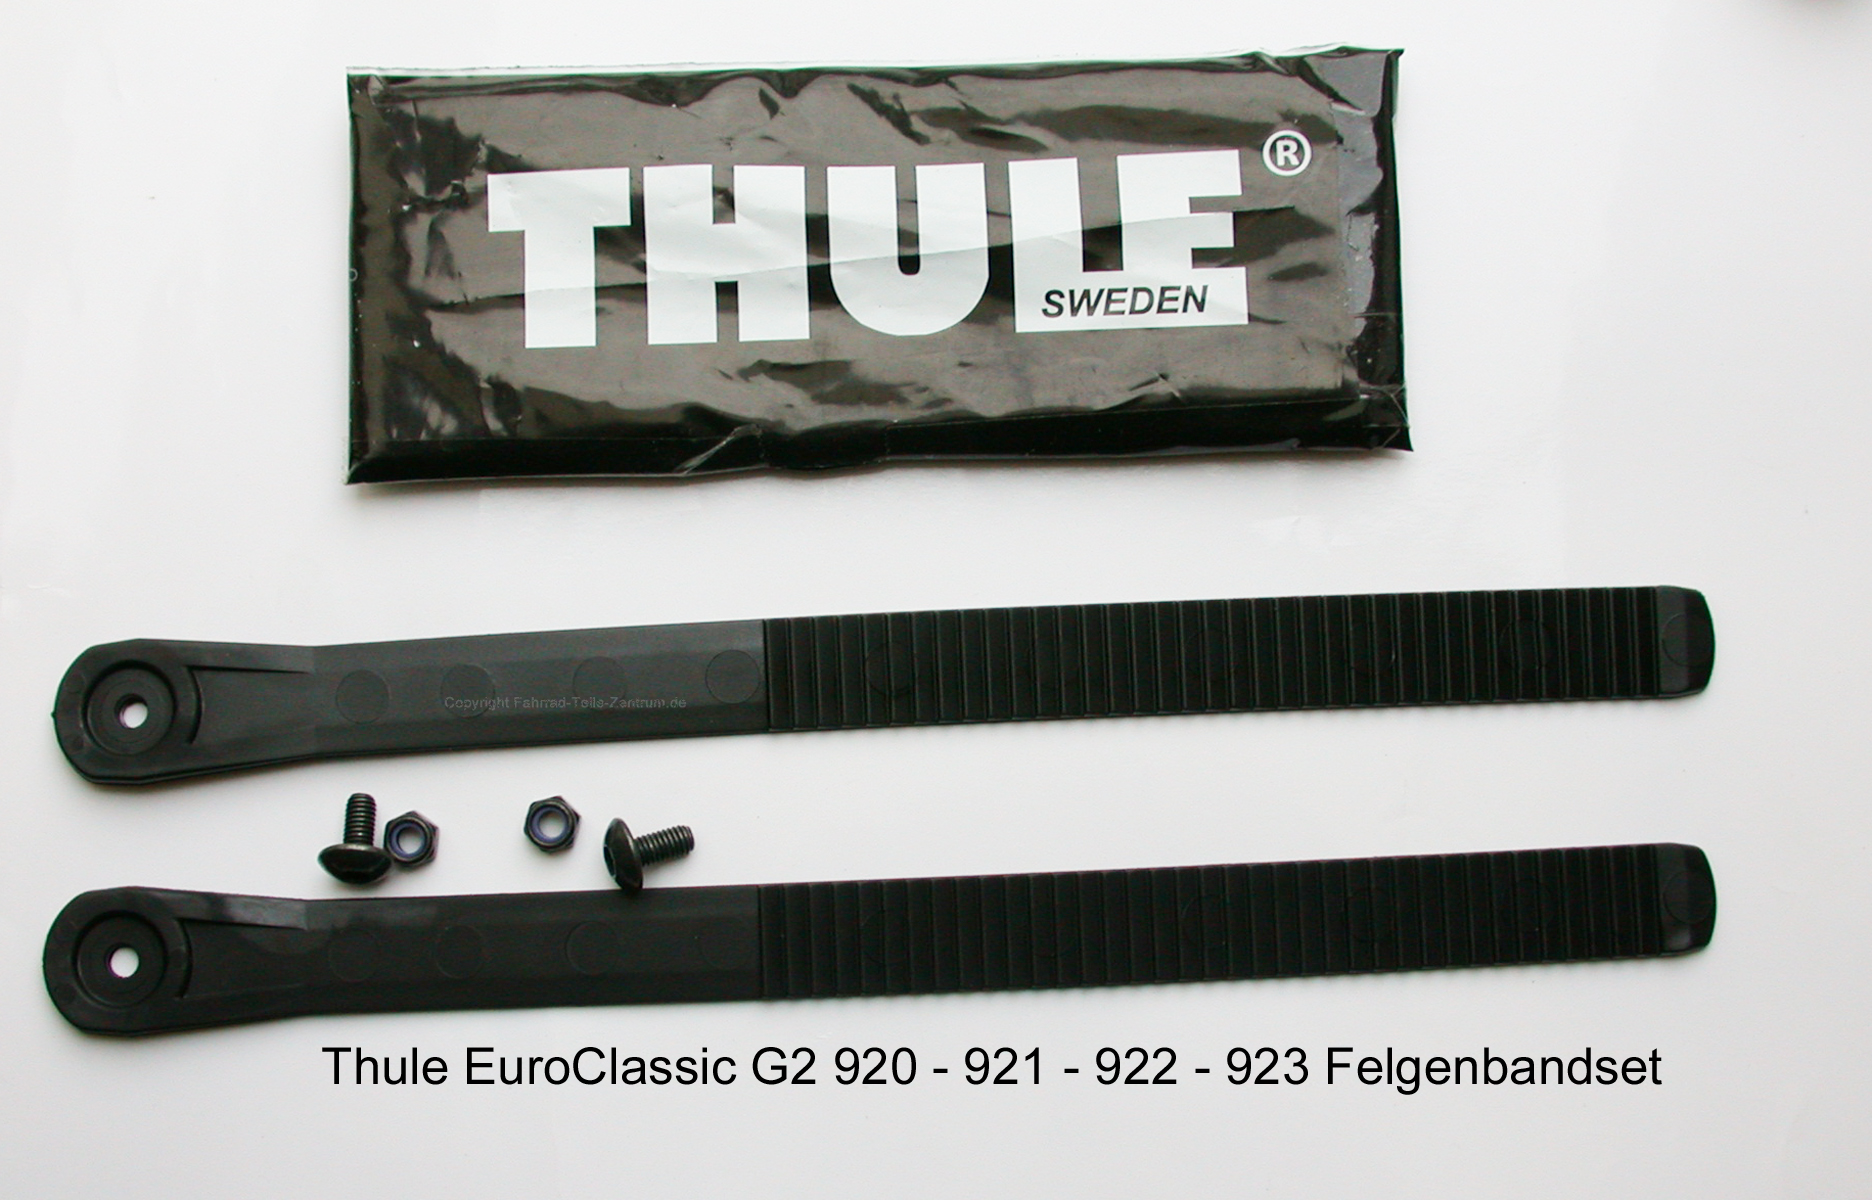 THULE®
SWEDEN
Copyright Fahrrad-Teile-Zentrum.de
Thule EuroClassic G2 920 - 921 - 922 - 923 Felgenbandset